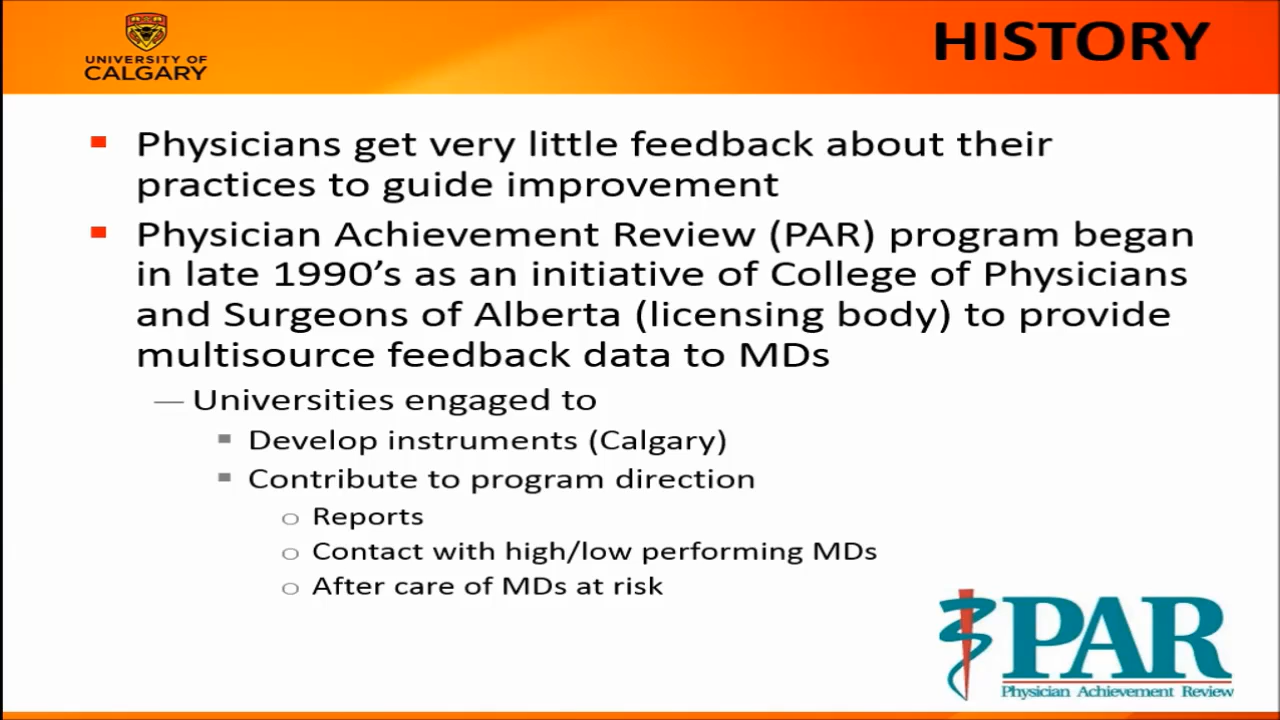 UNIVERSITY OF
CALGARY
HISTORY
Physicians get very little feedback about their
practices to guide improvement
Physician Achievement Review (PAR) program began
in late 1990’s as an initiative of College of Physicians
and Surgeons of Alberta (licensing body) to provide
multisource feedback data to MDs
— Universities engaged to
Develop instruments (Calgary)
Contribute to program direction
Reports
Contact with high/low performing MDs
After care of MDs at risk
PAR
Physician Achievement Review